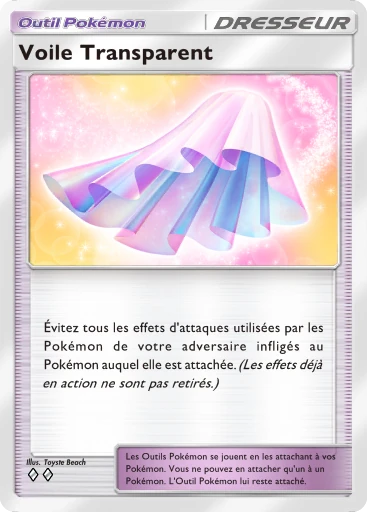 Outil Pokémon
DRESSEUR
Voile Transparent
Évitez tous les effets d'attaques utilisées par les
Pokémon de votre adversaire infligés au
Pokémon auquel elle est attachée. (Les effets déjà
en action ne sont pas retirés.)
Illus. Toyste Beach
Les Outils Pokémon se jouent en les attachant à vos
Pokémon. Vous ne pouvez en attacher qu'un à un
Pokémon. L'Outil Pokémon lui reste attaché.